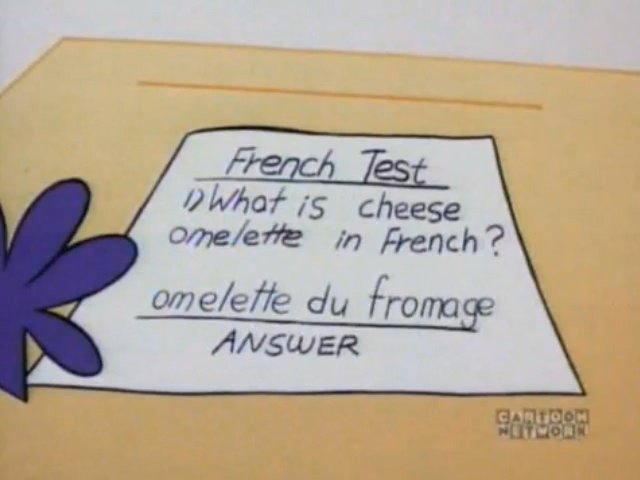 French Test
1) What is cheese
omelette in French?
omelette du fromage
ANSWER
CARTOON
NETWORK